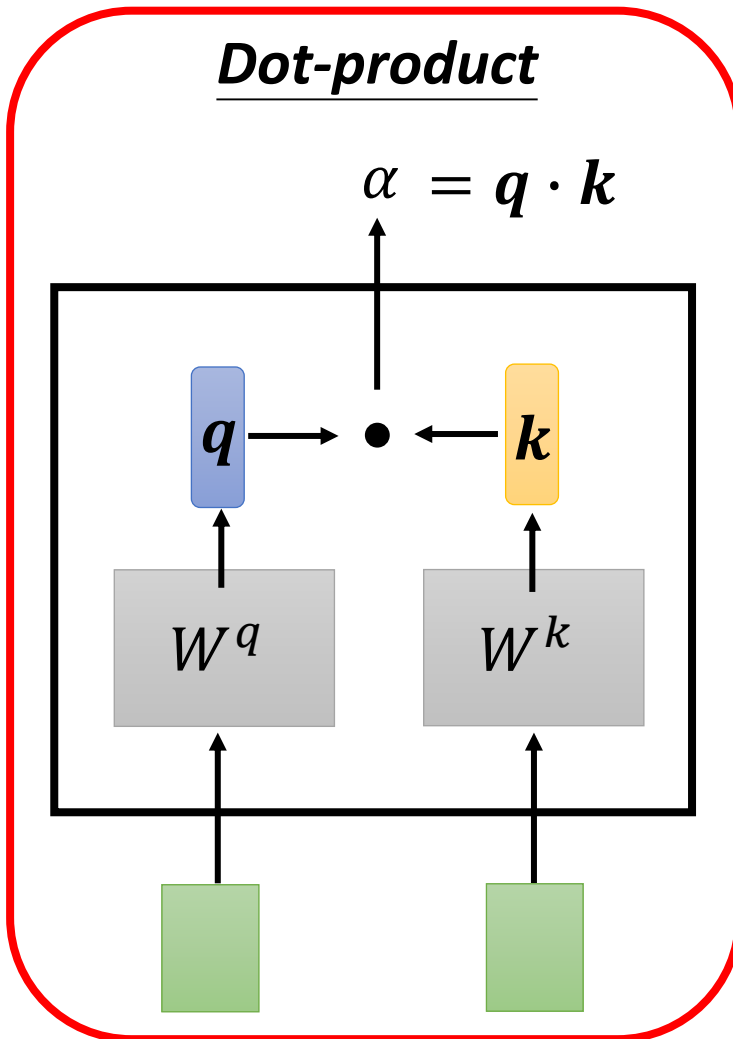 Dot-product
α = q · k
q
k
W^q
W^k